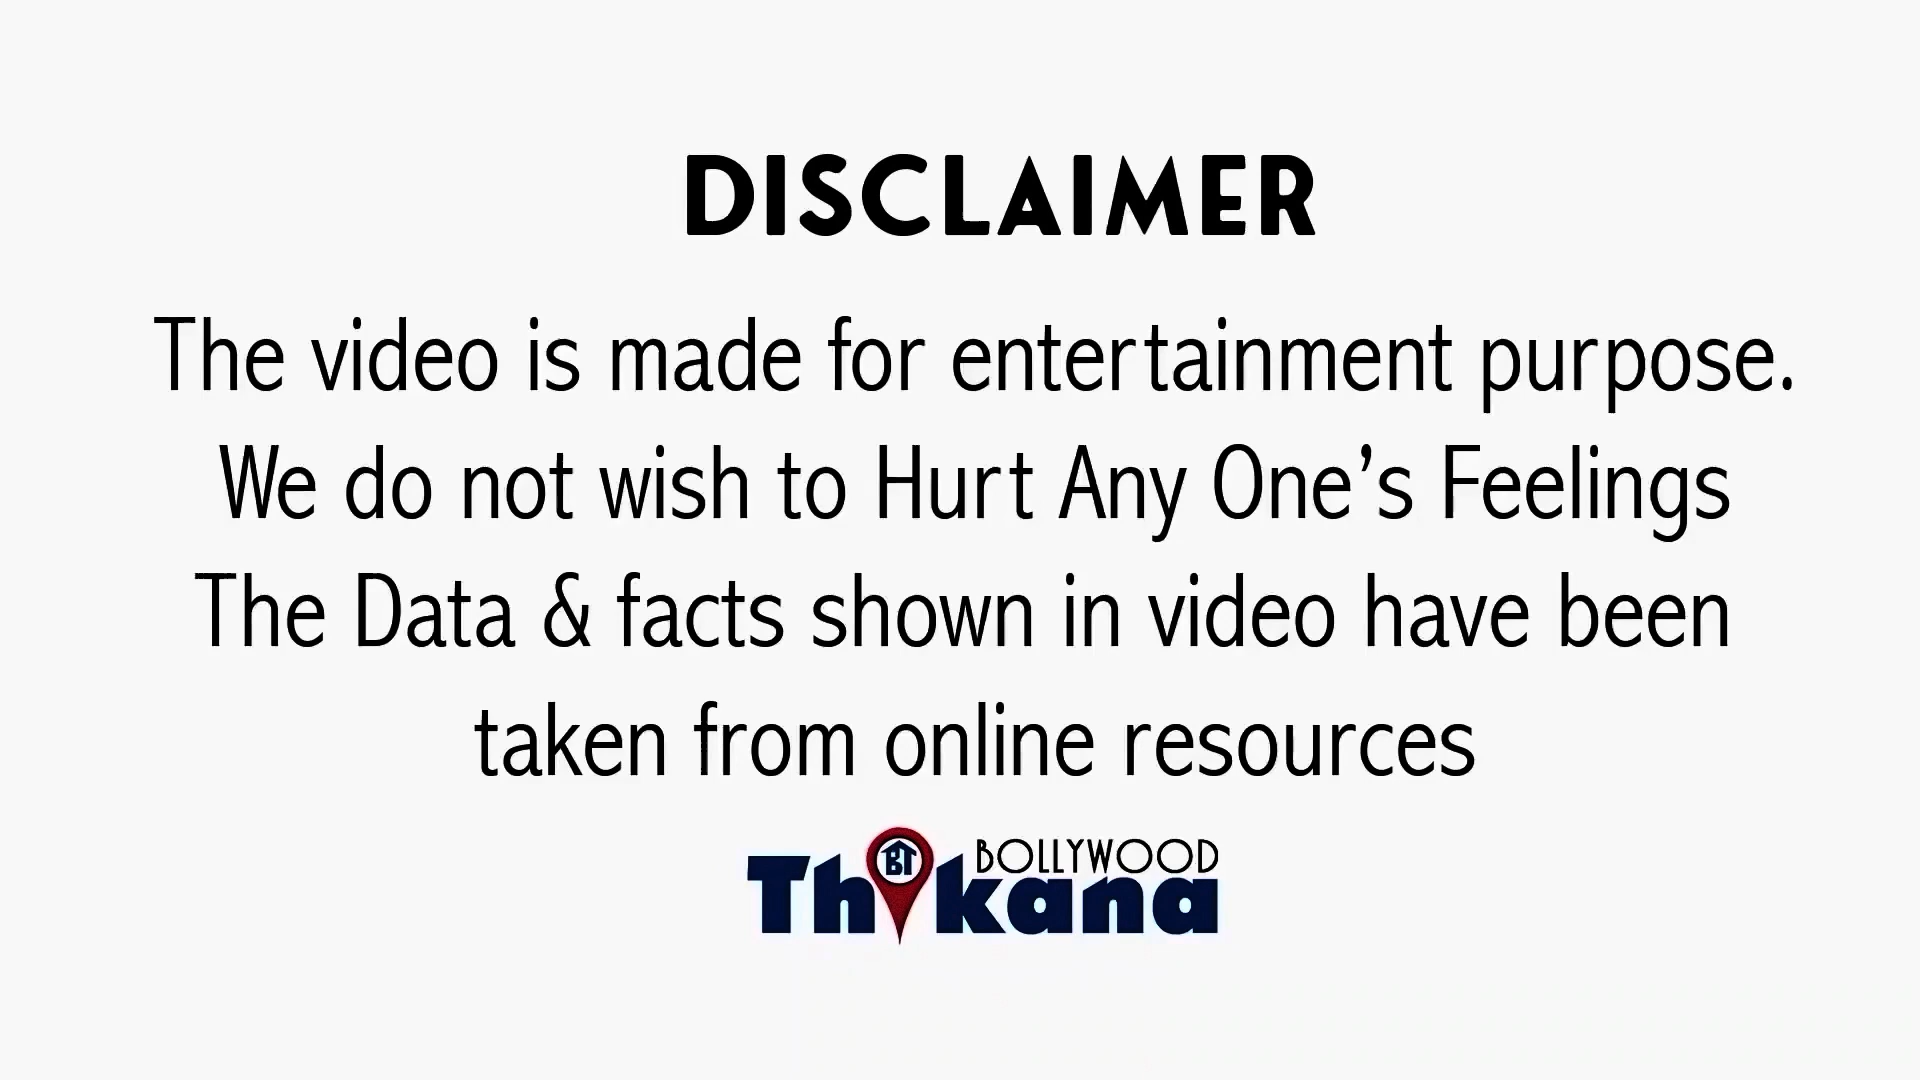 DISCLAIMER
The video is made for entertainment purpose.
We do not wish to Hurt Any One’s Feelings
The Data & facts shown in video have been
taken from online resources
BT
BOLLYWOOD
Thikana